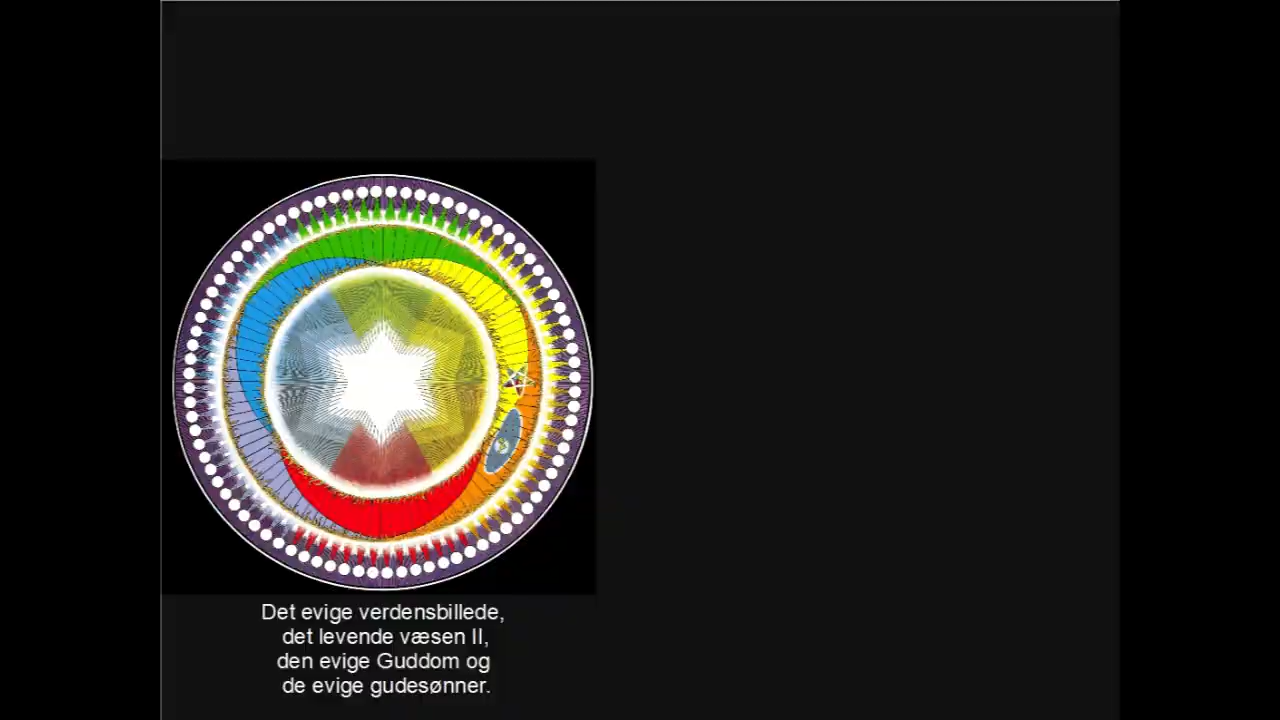 Det evige verdensbillede,
det levende væsen II,
den evige Guddom og
de evige gudesønner.